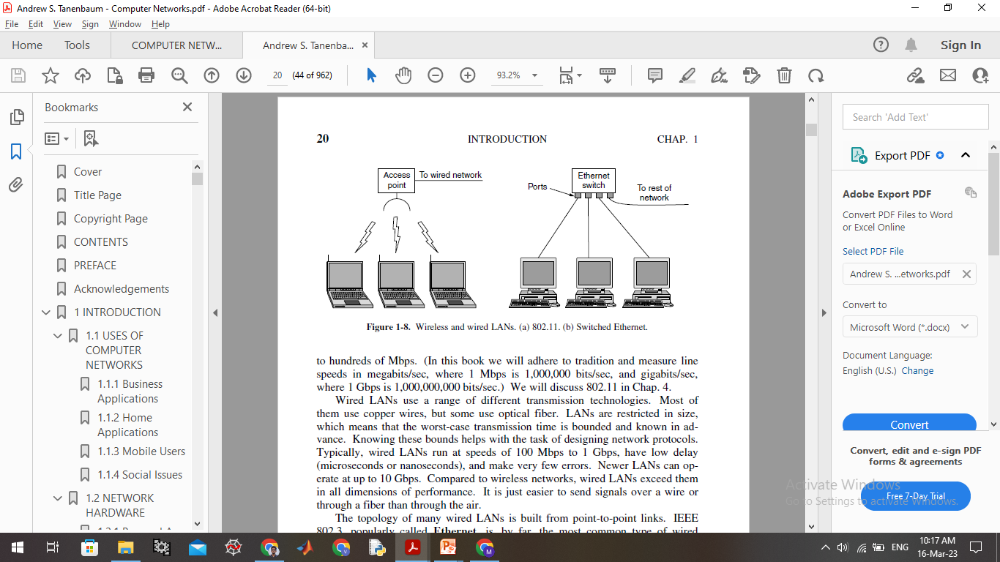 Andrew S. Tanenbaum - Computer Networks.pdf - Adobe Acrobat Reader (64-bit)
File Edit View Sign Window Help
Home Tools COMPUTER NETW... Andrew S. Tanenba... Sign In
20 (44 of 962) 93.2%
Bookmarks
Cover
Title Page
Copyright Page
CONTENTS
PREFACE
Acknowledgements
1 INTRODUCTION
1.1 USES OF
COMPUTER
NETWORKS
1.1.1 Business
Applications
1.1.2 Home
Applications
1.1.3 Mobile Users
1.1.4 Social Issues
1.2 NETWORK
HARDWARE
20 INTRODUCTION CHAP. 1
Access
point
To wired network
Ports
Ethernet
switch
To rest of
network
Figure 1-8. Wireless and wired LANs. (a) 802.11. (b) Switched Ethernet.
to hundreds of Mbps. (In this book we will adhere to tradition and measure line
speeds in megabits/sec, where 1 Mbps is 1,000,000 bits/sec, and gigabits/sec,
where 1 Gbps is 1,000,000,000 bits/sec.) We will discuss 802.11 in Chap. 4.
Wired LANs use a range of different transmission technologies. Most of
them use copper wires, but some use optical fiber. LANs are restricted in size,
which means that the worst-case transmission time is bounded and known in ad-
vance. Knowing these bounds helps with the task of designing network protocols.
Typically, wired LANs run at speeds of 100 Mbps to 1 Gbps, have low delay
(microseconds or nanoseconds), and make very few errors. Newer LANs can op-
erate at up to 10 Gbps. Compared to wireless networks, wired LANs exceed them
in all dimensions of performance. It is just easier to send signals over a wire or
through a fiber than through the air.
The topology of many wired LANs is built from point-to-point links. IEEE
802.3, popularly called Ethernet, is, by far, the most common type of wired
Search 'Add Text'
Export PDF
Adobe Export PDF
Convert PDF Files to Word
or Excel Online
Select PDF File
Andrew S. ...etworks.pdf
Convert to
Microsoft Word (*.docx)
Document Language:
English (U.S.) Change
Convert
Convert, edit and e-sign PDF
forms & agreements
Free 7-Day Trial
Activate Windows
Go to Settings to activate Windows.
ENG
10:17 AM
16-Mar-23